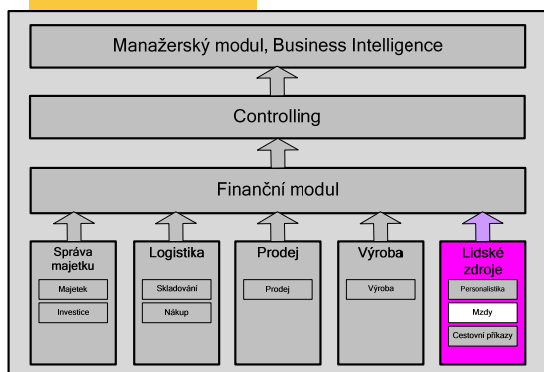 Manažerský modul, Business Intelligence
Controlling
Finanční modul
Správa
majetku
Majetek
Investice
Logistika
Skladování
Nákup
Prodej
Prodej
Výroba
Výroba
Lidské
zdroje
Personalistika
Mzdy
Cestovní příkazy